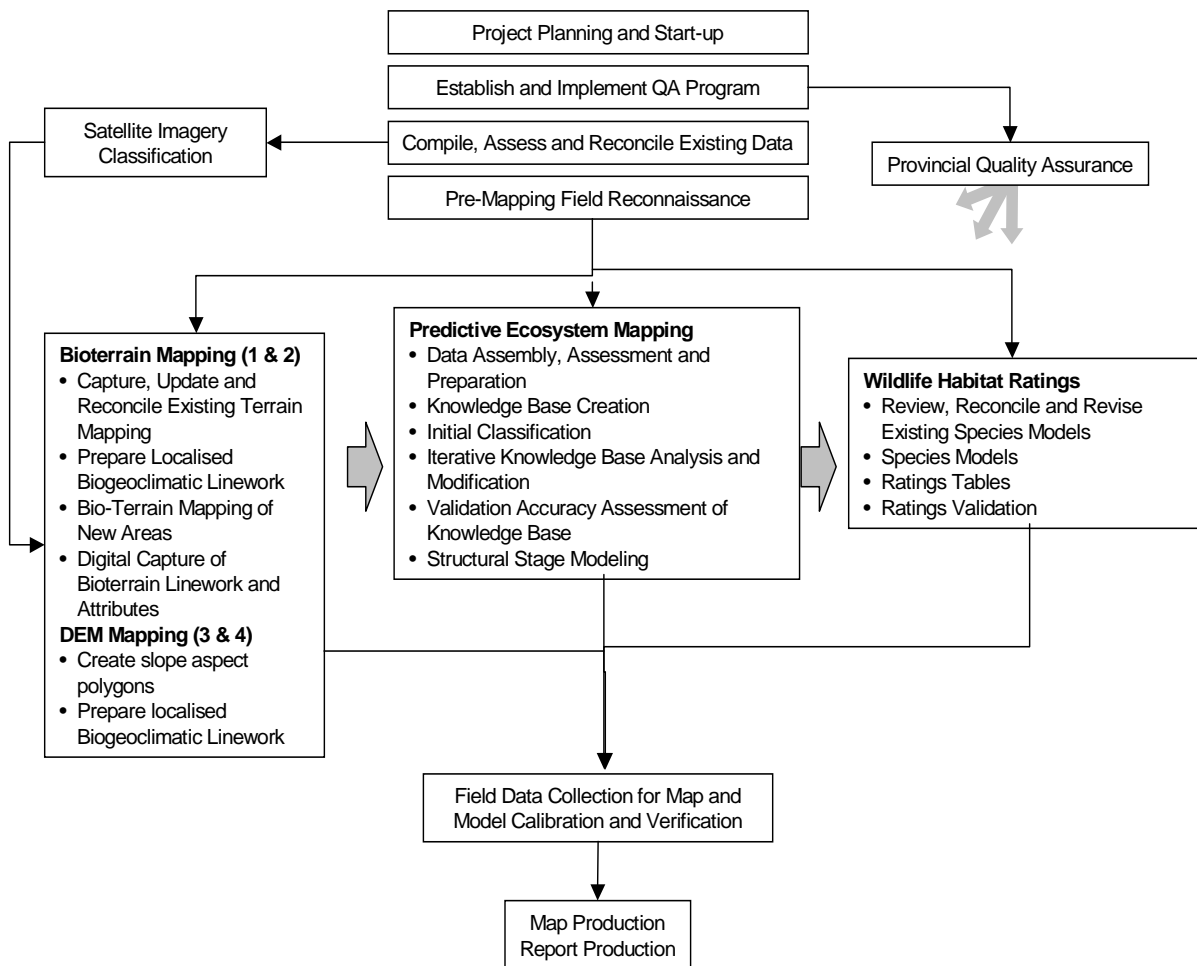 Project Planning and Start-up
Establish and Implement QA Program
Satellite Imagery
Classification
Compile, Assess and Reconcile Existing Data
Provincial Quality Assurance
Pre-Mapping Field Reconnaissance
Bioterrain Mapping (1 & 2)
• Capture, Update and
Reconcile Existing Terrain
Mapping
• Prepare Localised
Biogeoclimatic Linework
• Bio-Terrain Mapping of
New Areas
• Digital Capture of
Bioterrain Linework and
Attributes
DEM Mapping (3 & 4)
• Create slope aspect
polygons
• Prepare localised
Biogeoclimatic Linework
Predictive Ecosystem Mapping
• Data Assembly, Assessment and
Preparation
• Knowledge Base Creation
• Initial Classification
• Iterative Knowledge Base Analysis and
Modification
• Validation Accuracy Assessment of
Knowledge Base
• Structural Stage Modeling
Wildlife Habitat Ratings
• Review, Reconcile and Revise
Existing Species Models
• Species Models
• Ratings Tables
• Ratings Validation
Field Data Collection for Map and
Model Calibration and Verification
Map Production
Report Production